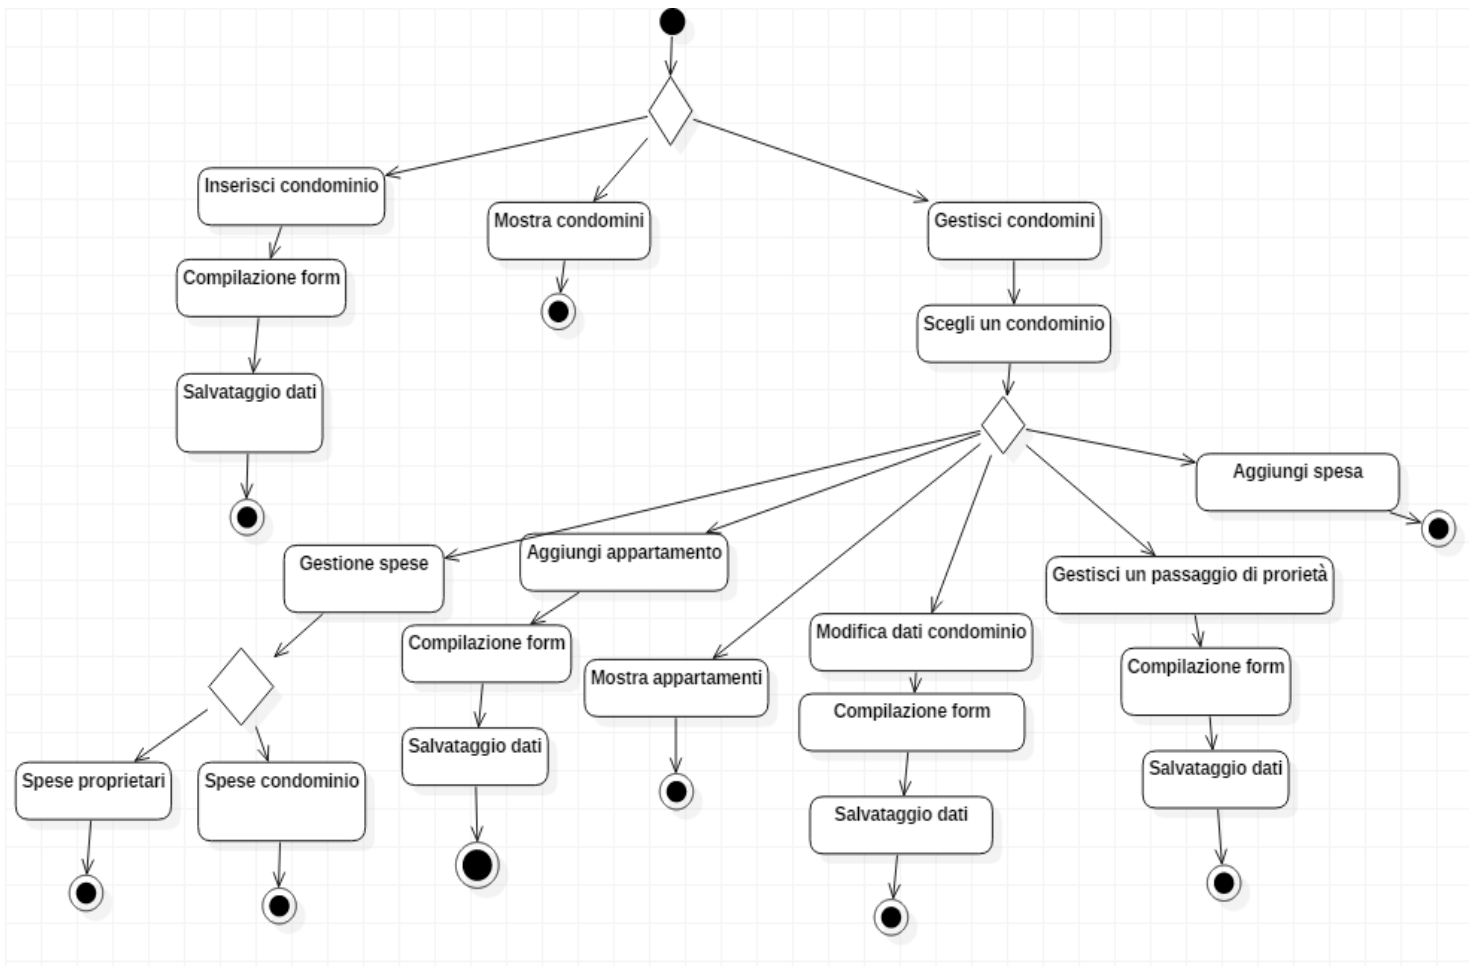 Inserisci condominio
Mostra condomini
Gestisci condomini
Compilazione form
Scegli un condominio
Salvataggio dati
Aggiungi spesa
Gestione spese
Aggiungi appartamento
Gestisci un passaggio di prorietà
Compilazione form
Mostra appartamenti
Modifica dati condominio
Compilazione form
Compilazione form
Salvataggio dati
Salvataggio dati
Spese proprietari
Spese condominio
Salvataggio dati